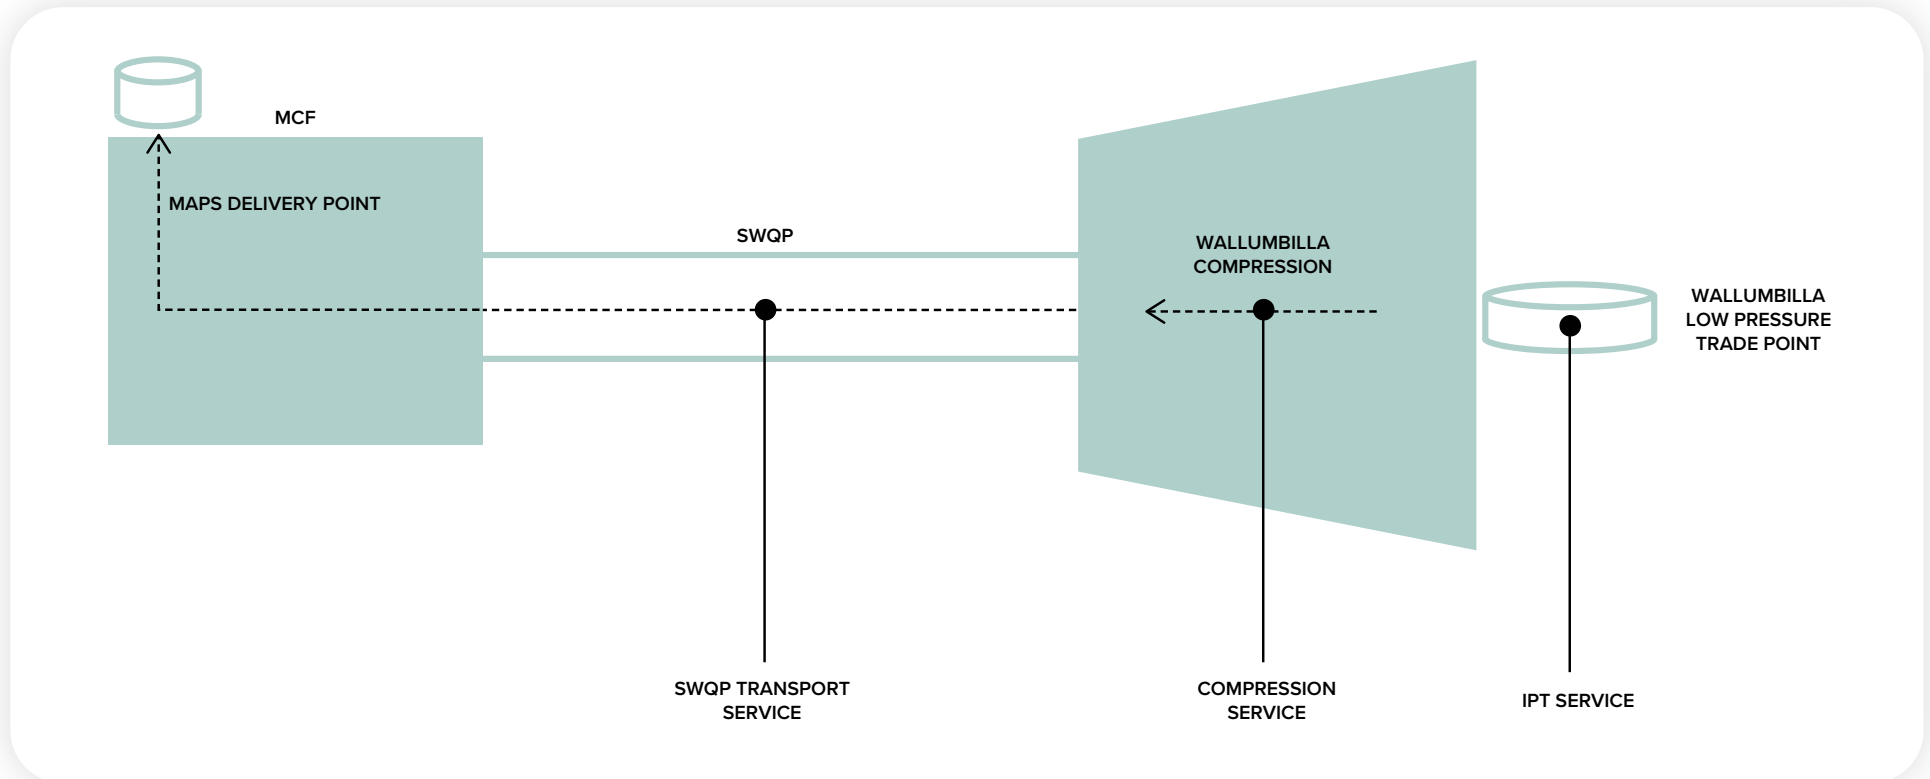 MCF
MAPS DELIVERY POINT
SWQP
WALLUMBILLA
COMPRESSION
WALLUMBILLA
LOW PRESSURE
TRADE POINT
SWQP TRANSPORT
SERVICE
COMPRESSION
SERVICE
IPT SERVICE